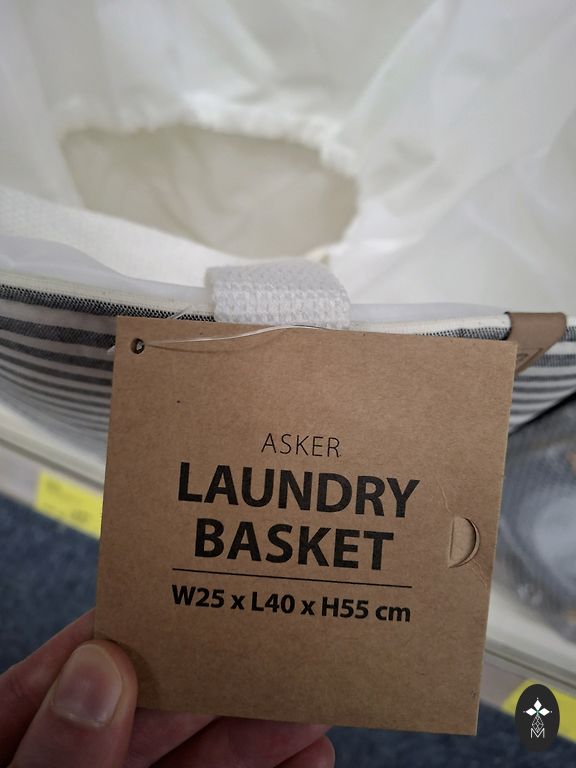 ASKER
LAUNDRY
BASKET
W25 x L40 x H55 cm